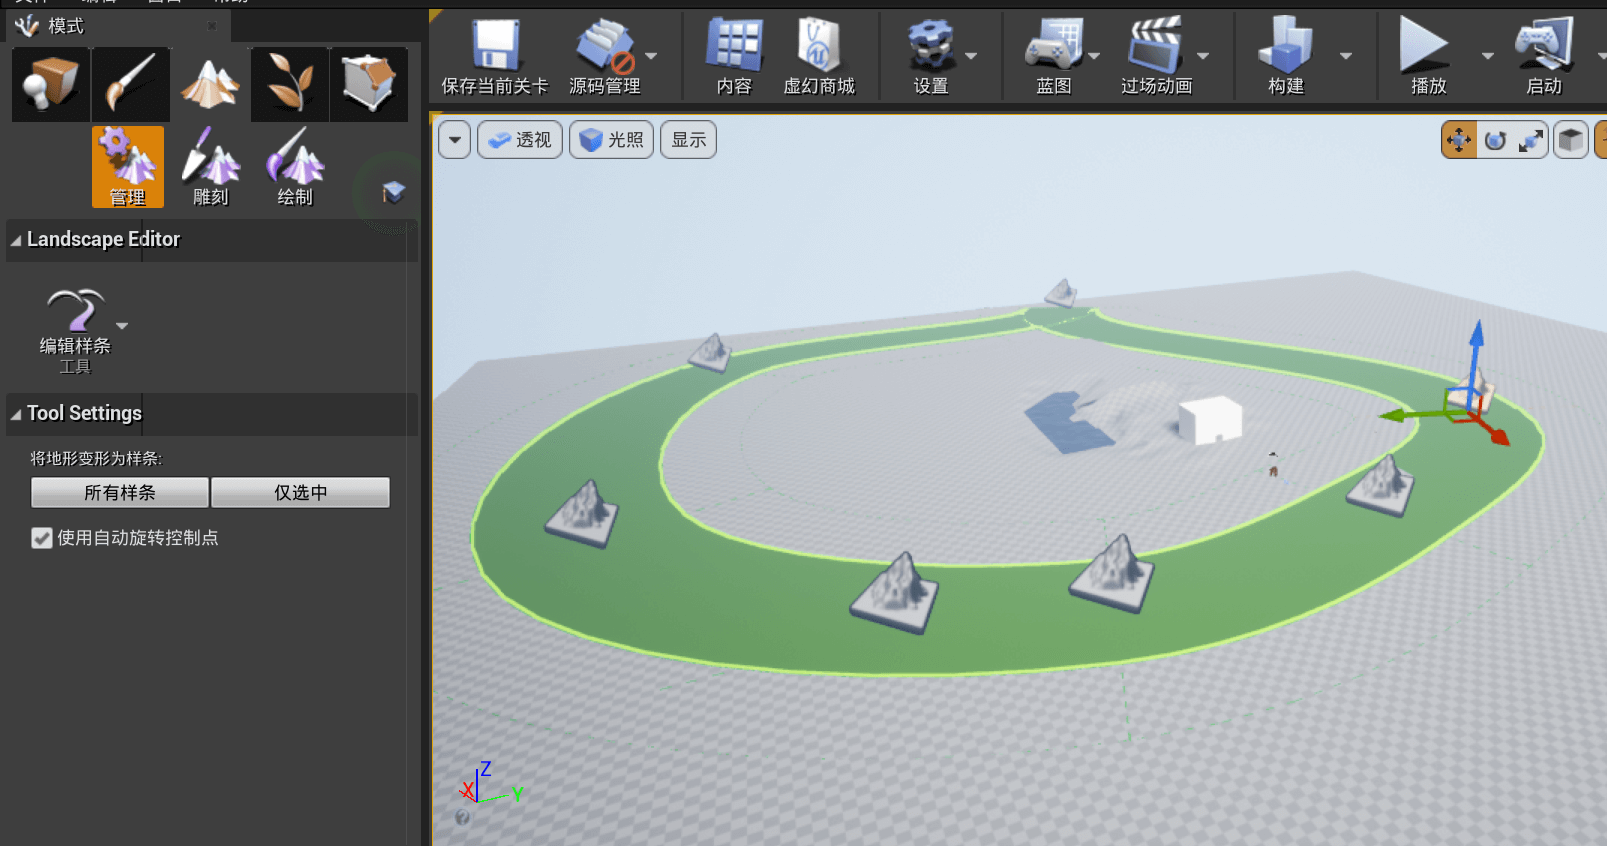 模式
保存当前关卡
源码管理
内容
虚幻商城
设置
蓝图
过场动画
构建
播放
启动
管理
雕刻
绘制
透视
光照
显示
Landscape Editor
编辑样条
工具
Tool Settings
将地形变形为样条:
所有样条
仅选中
使用自动旋转控制点
Z
X
Y